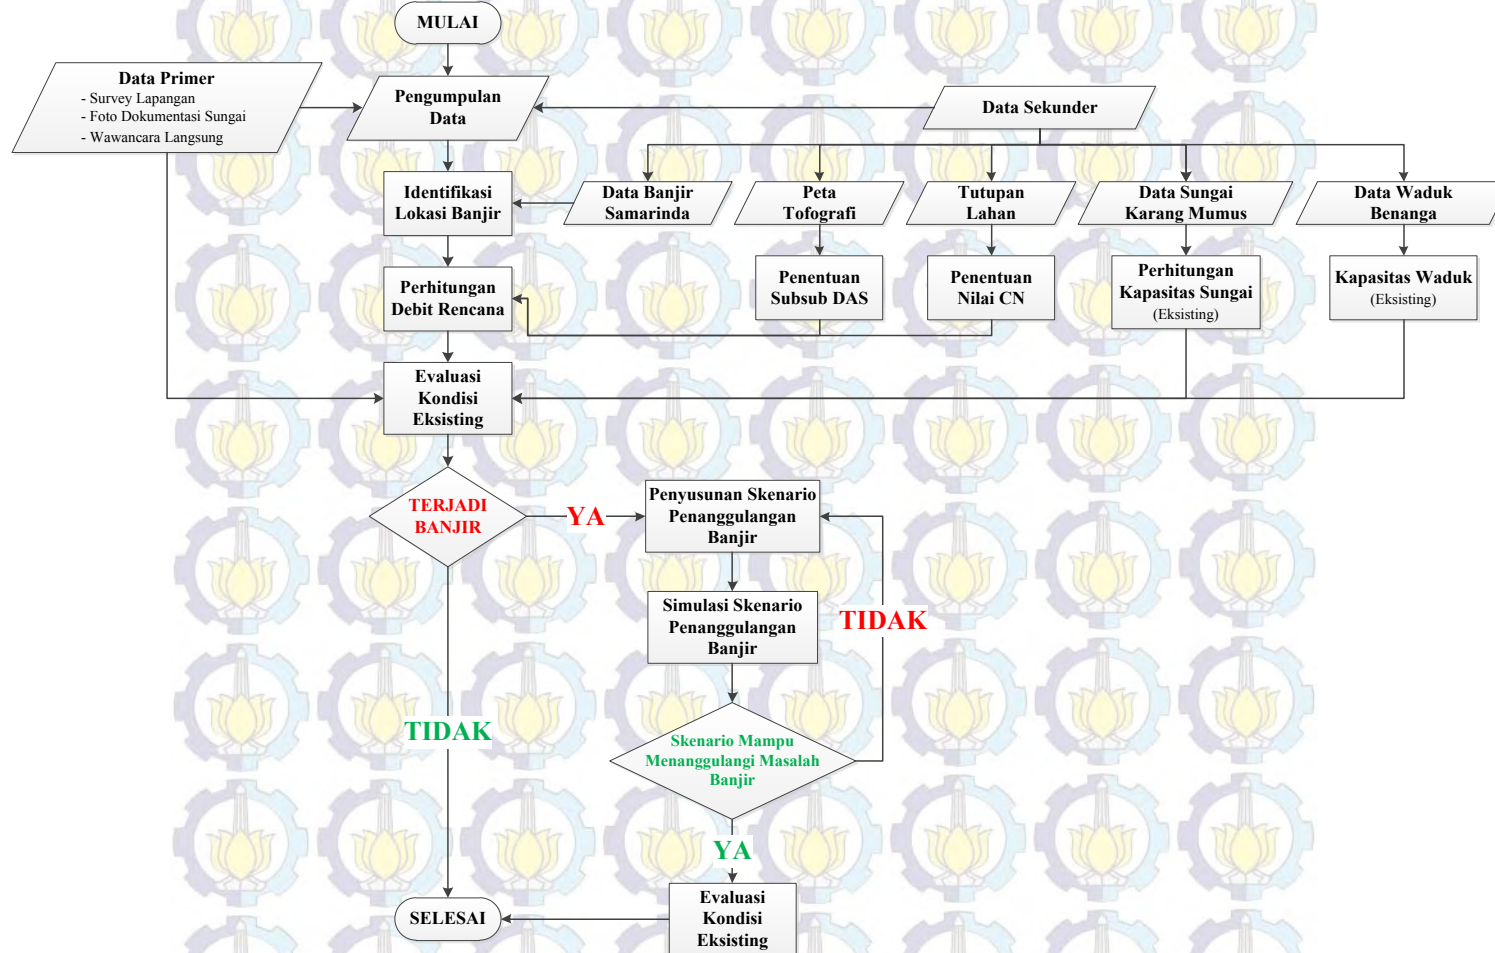 MULAI
Data Primer
- Survey Lapangan
- Foto Dokumentasi Sungai
- Wawancara Langsung
Pengumpulan
Data
Data Sekunder
Identifikasi
Lokasi Banjir
Data Banjir
Samarinda
Peta
Tofografi
Tutupan
Lahan
Data Sungai
Karang Mumus
Data Waduk
Benanga
Perhitungan
Debit Rencana
Penentuan
Subsub DAS
Penentuan
Nilai CN
Perhitungan
Kapasitas Sungai
(Eksisting)
Kapasitas Waduk
(Eksisting)
Evaluasi
Kondisi
Eksisting
TERJADI
BANJIR
YA
Penyusunan Skenario
Penanggulangan
Banjir
Simulasi Skenario
Penanggulangan
Banjir
TIDAK
TIDAK
Skenario Mampu
Menanggulangi Masalah
Banjir
YA
Evaluasi
Kondisi
Eksisting
SELESAI